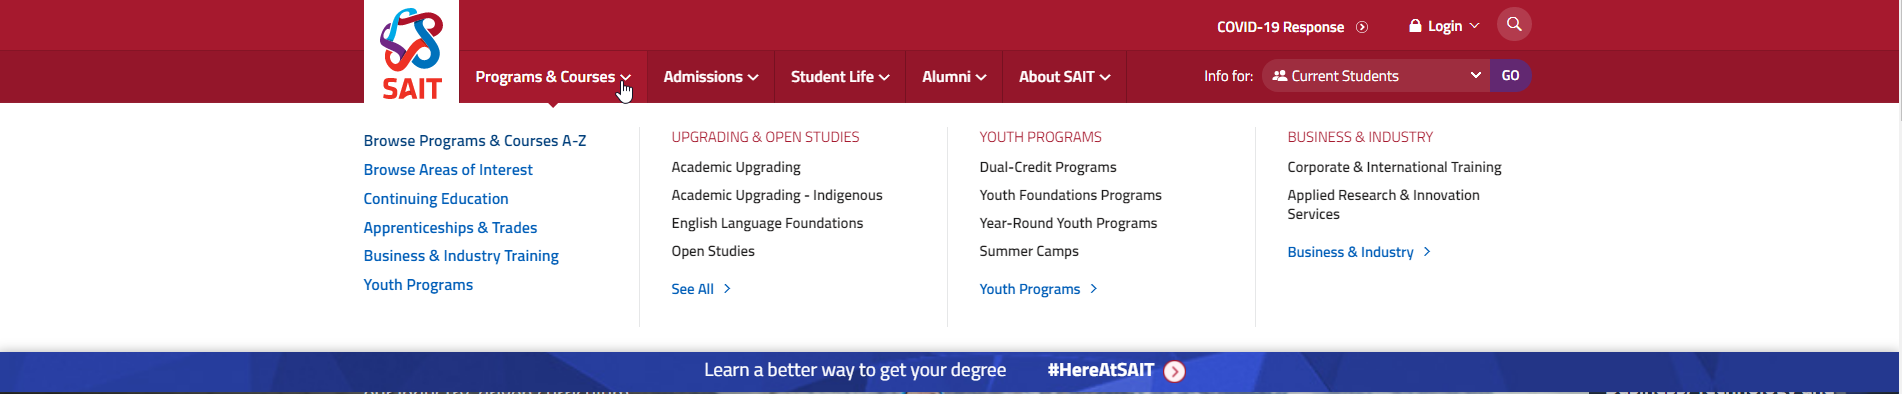 COVID-19 Response
Login
SAIT
Programs & Courses
Admissions
Student Life
Alumni
About SAIT
Info for:
Current Students
GO
Browse Programs & Courses A-Z
Browse Areas of Interest
Continuing Education
Apprenticeships & Trades
Business & Industry Training
Youth Programs
UPGRADING & OPEN STUDIES
Academic Upgrading
Academic Upgrading - Indigenous
English Language Foundations
Open Studies
See All
YOUTH PROGRAMS
Dual-Credit Programs
Youth Foundations Programs
Year-Round Youth Programs
Summer Camps
Youth Programs
BUSINESS & INDUSTRY
Corporate & International Training
Applied Research & Innovation
Services
Business & Industry
Learn a better way to get your degree
#HereAtSAIT